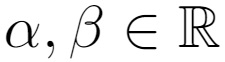 α, β ∈ ℝ